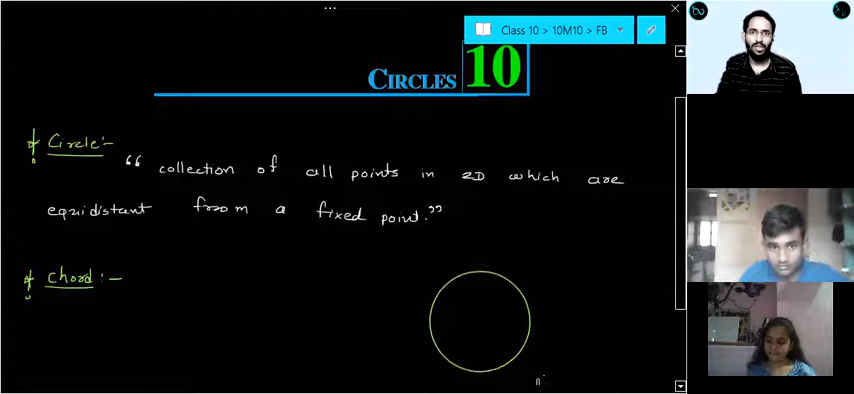 Class 10 > 10M10 > FB
CIRCLES 10
Circle :-
“ collection of all points in 2D which are
equidistant from a fixed point.”
Chord :-